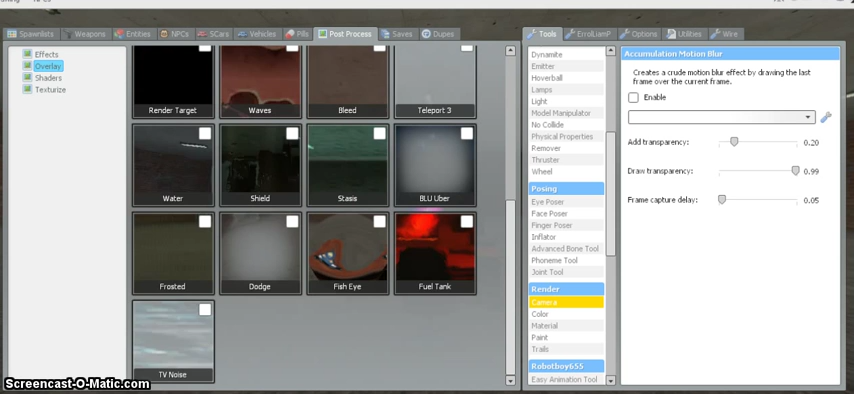 Spawnlists Weapons Entities NPCs SCars Vehicles Pills Post Process Saves Dupes
Effects
Overlay
Shaders
Texturize
Render Target Waves Bleed Teleport 3
Water Shield Stasis BLU Uber
Frosted Dodge Fish Eye Fuel Tank
TV Noise
Tools ErrolLiamP Options Utilities Wire
Dynamite
Emitter
Hoverball
Lamps
Light
Model Manipulator
No Collide
Physical Properties
Remover
Thruster
Wheel
Posing
Eye Poser
Face Poser
Finger Poser
Inflator
Advanced Bone Tool
Phoneme Tool
Joint Tool
Render
Camera
Color
Material
Paint
Trails
Robotboy655
Easy Animation Tool
Accumulation Motion Blur
Creates a crude motion blur effect by drawing the last
frame over the current frame.
Enable
Add transparency: 0.20
Draw transparency: 0.99
Frame capture delay: 0.05
Screencast-O-Matic.com